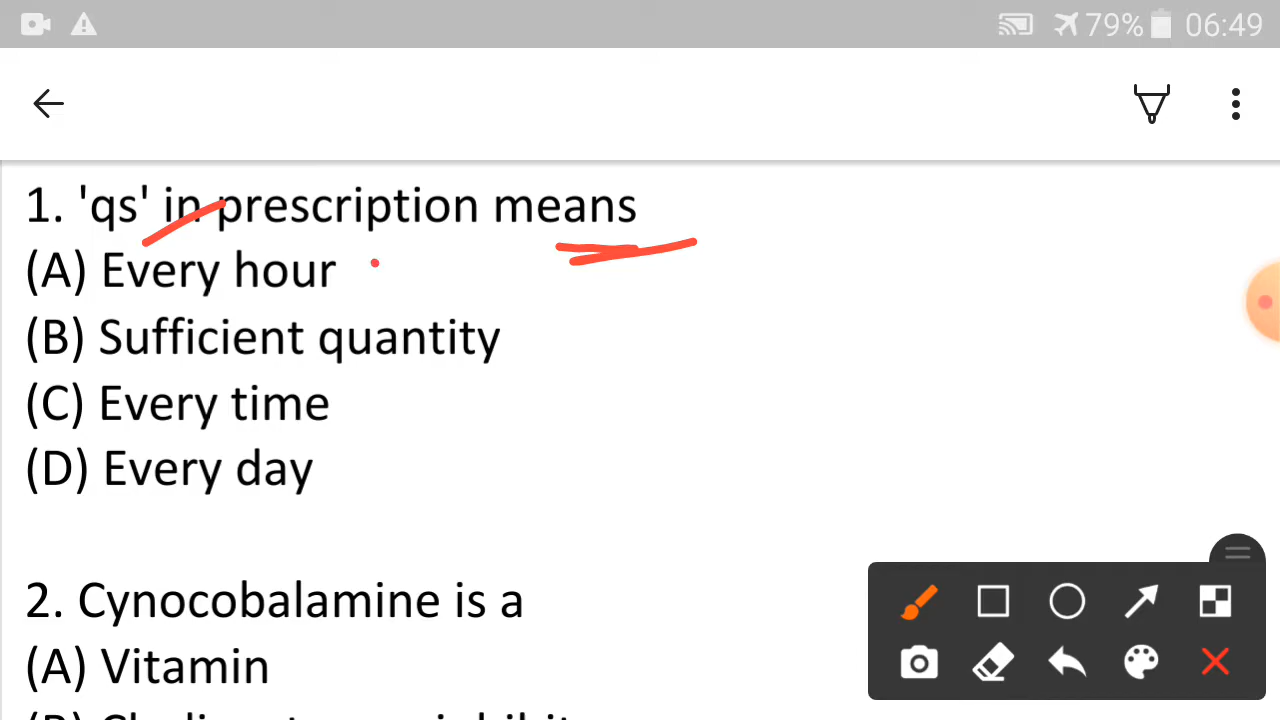 79% 06:49
1. 'qs' in prescription means
(A) Every hour
(B) Sufficient quantity
(C) Every time
(D) Every day
2. Cynocobalamine is a
(A) Vitamin